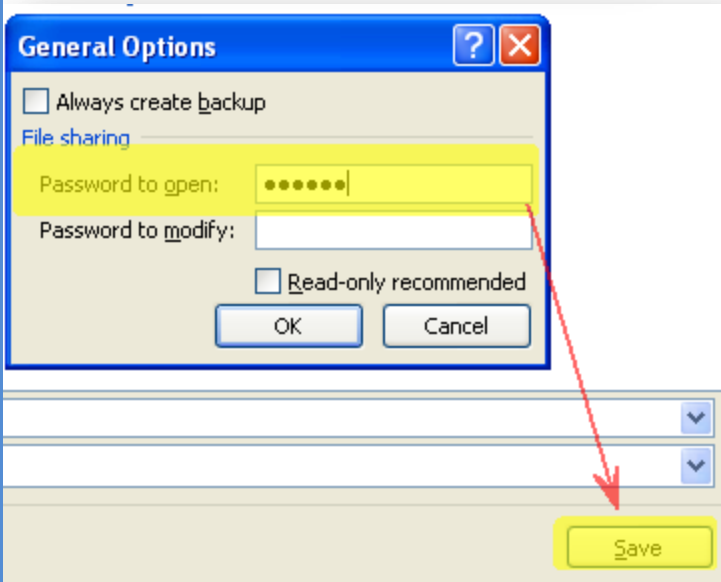 General Options
Always create backup
File sharing
Password to open: ••••••
Password to modify:
Read-only recommended
OK Cancel
Save